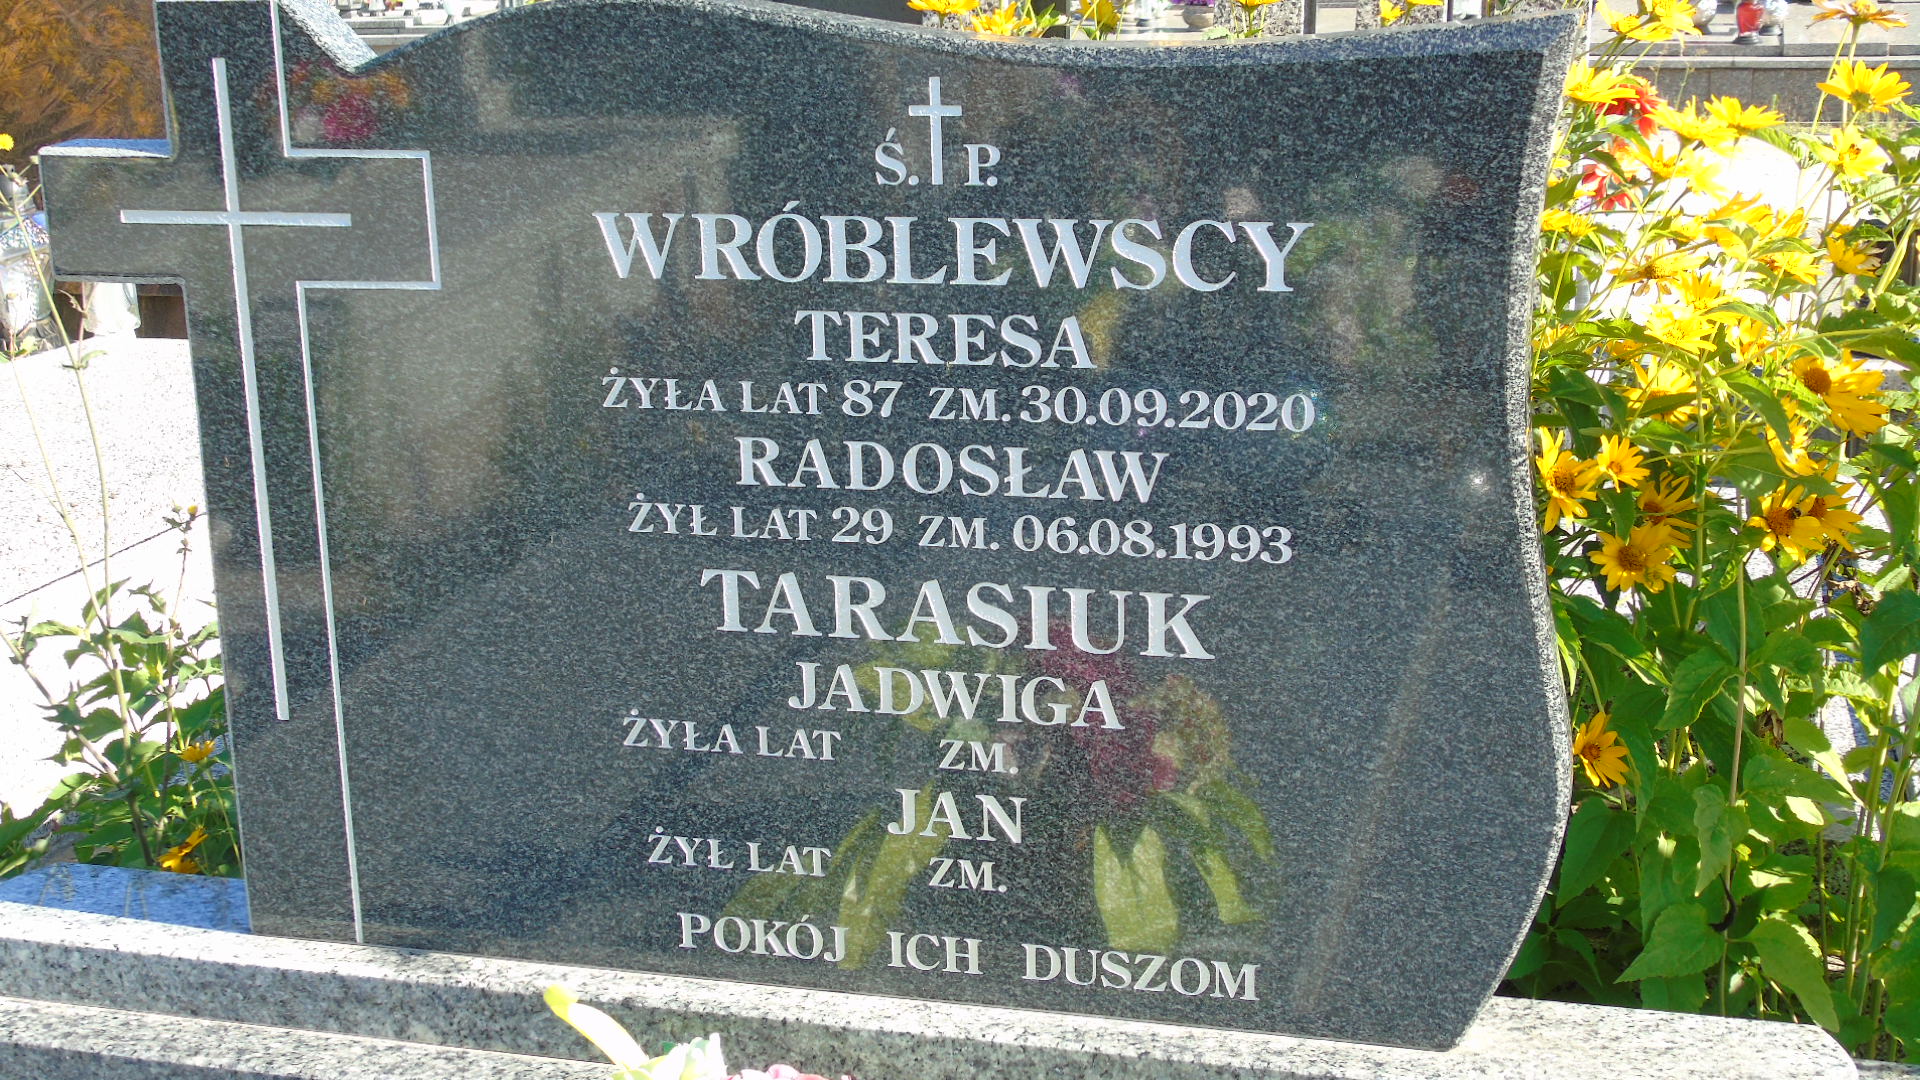 Ś. P.
WRÓBLEWSCY
TERESA
ŻYŁA LAT 87 ZM. 30.09.2020
RADOSŁAW
ŻYŁ LAT 29 ZM. 06.08.1993
TARASIUK
JADWIGA
ŻYŁA LAT ZM.
JAN
ŻYŁ LAT ZM.
POKÓJ ICH DUSZOM